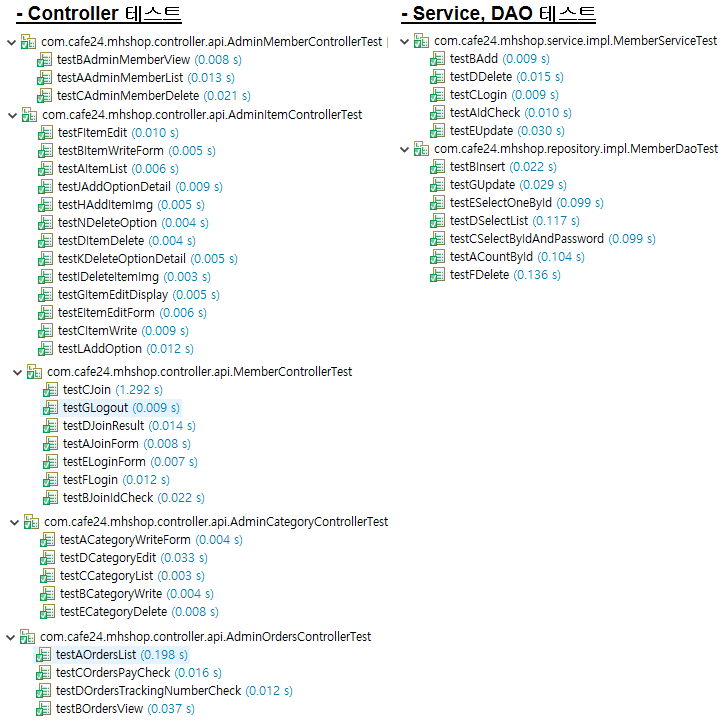 - Controller 테스트
com.cafe24.mhshop.controller.api.AdminMemberControllerTest
testBAdminMemberView (0.008 s)
testAAdminMemberList (0.013 s)
testCAdminMemberDelete (0.021 s)
com.cafe24.mhshop.controller.api.AdminItemControllerTest
testFItemEdit (0.010 s)
testBItemWriteForm (0.005 s)
testAItemList (0.006 s)
testJAddOptionDetail (0.009 s)
testHAddItemImg (0.005 s)
testNDeleteOption (0.004 s)
testDItemDelete (0.004 s)
testKDeleteOptionDetail (0.005 s)
testIDeleteItemImg (0.003 s)
testGItemEditDisplay (0.005 s)
testEItemEditForm (0.006 s)
testCItemWrite (0.009 s)
testLAddOption (0.012 s)
com.cafe24.mhshop.controller.api.MemberControllerTest
testCJoin (1.292 s)
testGLogout (0.009 s)
testDJoinResult (0.014 s)
testAJoinForm (0.008 s)
testELoginForm (0.007 s)
testFLogin (0.012 s)
testBJoinIdCheck (0.022 s)
com.cafe24.mhshop.controller.api.AdminCategoryControllerTest
testACategoryWriteForm (0.004 s)
testDCategoryEdit (0.033 s)
testCCategoryList (0.003 s)
testBCategoryWrite (0.004 s)
testECategoryDelete (0.008 s)
com.cafe24.mhshop.controller.api.AdminOrdersControllerTest
testAOrdersList (0.198 s)
testCOrdersPayCheck (0.016 s)
testDOrdersTrackingNumberCheck (0.012 s)
testBOrdersView (0.037 s)
- Service, DAO 테스트
com.cafe24.mhshop.service.impl.MemberServiceTest
testBAdd (0.009 s)
testDDelete (0.015 s)
testCLogin (0.009 s)
testAIdCheck (0.010 s)
testEUpdate (0.030 s)
com.cafe24.mhshop.repository.impl.MemberDaoTest
testBInsert (0.022 s)
testGUpdate (0.029 s)
testESelectOneById (0.099 s)
testDSelectList (0.117 s)
testCSelectByIdAndPassword (0.099 s)
testACountById (0.104 s)
testFDelete (0.136 s)